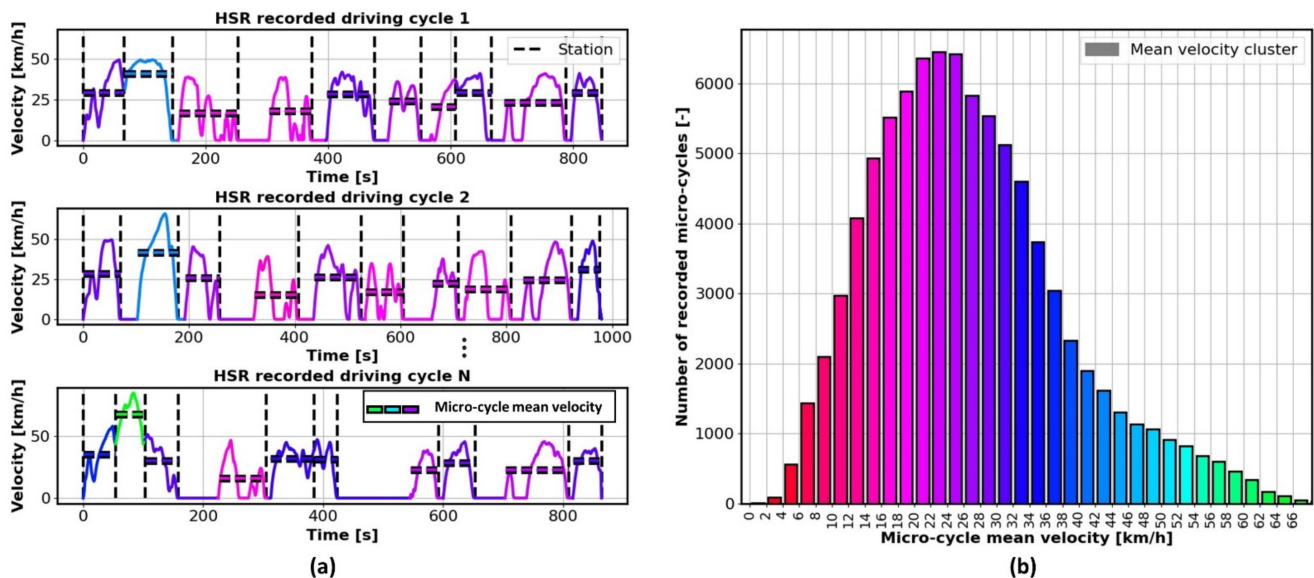 HSR recorded driving cycle 1
Velocity [km/h]
50
25
0
Station
0 200 400 600 800
Time [s]
HSR recorded driving cycle 2
Velocity [km/h]
50
25
0
0 200 400 600 800 1000
Time [s]
HSR recorded driving cycle N
Velocity [km/h]
50
0
Micro-cycle mean velocity
0 200 400 600 800
Time [s]
(a)
Number of recorded micro-cycles [-]
6000
5000
4000
3000
2000
1000
0
Mean velocity cluster
0 2 4 6 8 10 12 13 14 16 17 18 20 22 24 26 28 30 32 34 36 38 40 42 44 46 48 50 52 54 56 58 60 62 64 66
Micro-cycle mean velocity [km/h]
(b)